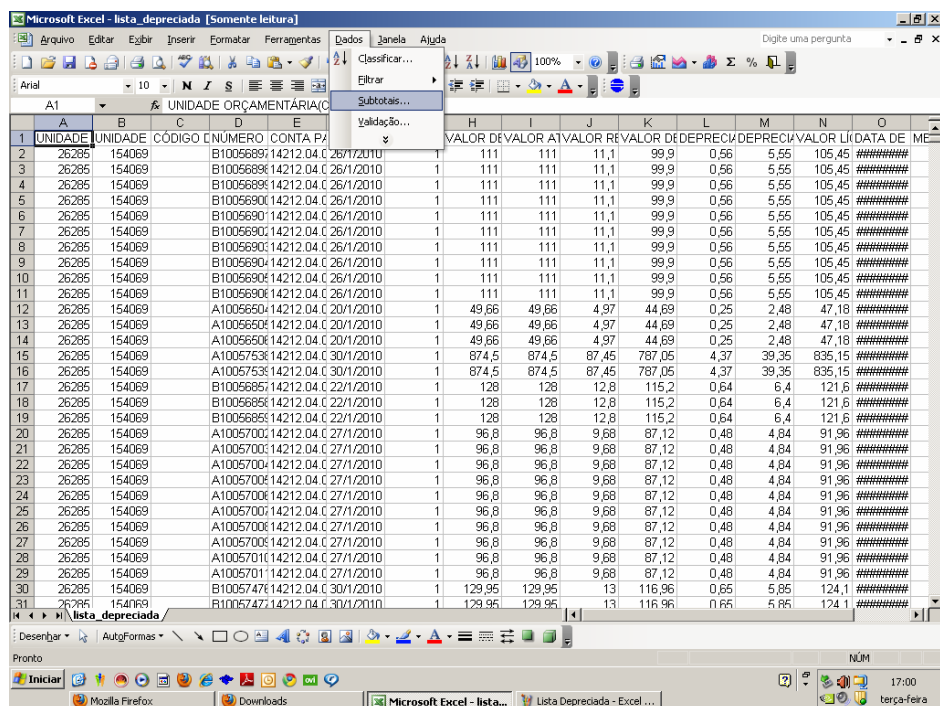 Microsoft Excel - lista_depreciada [Somente leitura]
Arquivo Editar Exibir Inserir Formatar Ferramentas Dados Janela Ajuda Digite uma pergunta
Classificar...
Filtrar
Subtotais...
Validação...
100%
Arial 10 N I S
A1 fx UNIDADE ORÇAMENTÁRIA(C
A B C D E H I J K L M N O
1 UNIDADE UNIDADE CÓDIGO D NÚMERO CONTA PA VALOR DE VALOR AT VALOR RE VALOR DE DEPRECIA DEPRECIA VALOR LÍQ DATA DE ME
2 26285 154069 B1005689 14212.04.0 26/1/2010 1 111 111 11,1 99,9 0,56 5,55 105,45 ########
3 26285 154069 B1005689 14212.04.0 26/1/2010 1 111 111 11,1 99,9 0,56 5,55 105,45 ########
4 26285 154069 B1005689 14212.04.0 26/1/2010 1 111 111 11,1 99,9 0,56 5,55 105,45 ########
5 26285 154069 B1005690 14212.04.0 26/1/2010 1 111 111 11,1 99,9 0,56 5,55 105,45 ########
6 26285 154069 B1005690 14212.04.0 26/1/2010 1 111 111 11,1 99,9 0,56 5,55 105,45 ########
7 26285 154069 B1005690 14212.04.0 26/1/2010 1 111 111 11,1 99,9 0,56 5,55 105,45 ########
8 26285 154069 B1005690 14212.04.0 26/1/2010 1 111 111 11,1 99,9 0,56 5,55 105,45 ########
9 26285 154069 B1005690 14212.04.0 26/1/2010 1 111 111 11,1 99,9 0,56 5,55 105,45 ########
10 26285 154069 B1005690 14212.04.0 26/1/2010 1 111 111 11,1 99,9 0,56 5,55 105,45 ########
11 26285 154069 B1005690 14212.04.0 26/1/2010 1 111 111 11,1 99,9 0,56 5,55 105,45 ########
12 26285 154069 A1005650 14212.04.0 20/1/2010 1 49,66 49,66 4,97 44,69 0,25 2,48 47,18 ########
13 26285 154069 A1005650 14212.04.0 20/1/2010 1 49,66 49,66 4,97 44,69 0,25 2,48 47,18 ########
14 26285 154069 A1005650 14212.04.0 20/1/2010 1 49,66 49,66 4,97 44,69 0,25 2,48 47,18 ########
15 26285 154069 A1005753 14212.04.0 30/1/2010 1 874,5 874,5 87,45 787,05 4,37 39,35 835,15 ########
16 26285 154069 A1005753 14212.04.0 30/1/2010 1 874,5 874,5 87,45 787,05 4,37 39,35 835,15 ########
17 26285 154069 B1005685 14212.04.0 22/1/2010 1 128 128 12,8 115,2 0,64 6,4 121,6 ########
18 26285 154069 B1005685 14212.04.0 22/1/2010 1 128 128 12,8 115,2 0,64 6,4 121,6 ########
19 26285 154069 B1005685 14212.04.0 22/1/2010 1 128 128 12,8 115,2 0,64 6,4 121,6 ########
20 26285 154069 A1005700 14212.04.0 27/1/2010 1 96,8 96,8 9,68 87,12 0,48 4,84 91,96 ########
21 26285 154069 A1005700 14212.04.0 27/1/2010 1 96,8 96,8 9,68 87,12 0,48 4,84 91,96 ########
22 26285 154069 A1005700 14212.04.0 27/1/2010 1 96,8 96,8 9,68 87,12 0,48 4,84 91,96 ########
23 26285 154069 A1005700 14212.04.0 27/1/2010 1 96,8 96,8 9,68 87,12 0,48 4,84 91,96 ########
24 26285 154069 A1005700 14212.04.0 27/1/2010 1 96,8 96,8 9,68 87,12 0,48 4,84 91,96 ########
25 26285 154069 A1005700 14212.04.0 27/1/2010 1 96,8 96,8 9,68 87,12 0,48 4,84 91,96 ########
26 26285 154069 A1005700 14212.04.0 27/1/2010 1 96,8 96,8 9,68 87,12 0,48 4,84 91,96 ########
27 26285 154069 A1005700 14212.04.0 27/1/2010 1 96,8 96,8 9,68 87,12 0,48 4,84 91,96 ########
28 26285 154069 A1005701 14212.04.0 27/1/2010 1 96,8 96,8 9,68 87,12 0,48 4,84 91,96 ########
29 26285 154069 A1005701 14212.04.0 27/1/2010 1 96,8 96,8 9,68 87,12 0,48 4,84 91,96 ########
30 26285 154069 B1005747 14212.04.0 30/1/2010 1 129,95 129,95 13 116,96 0,65 5,85 124,1 ########
31 26285 154069 B1005747 14212.04.0 30/1/2010 1 129,95 129,95 13 116,96 0,65 5,85 124,1 ########
lista_depreciada
Desenhar AutoFormas
Pronto NÚM
Iniciar 17:00
Mozilla Firefox Downloads Microsoft Excel - lista... Lista Depreciada - Excel ... terça-feira